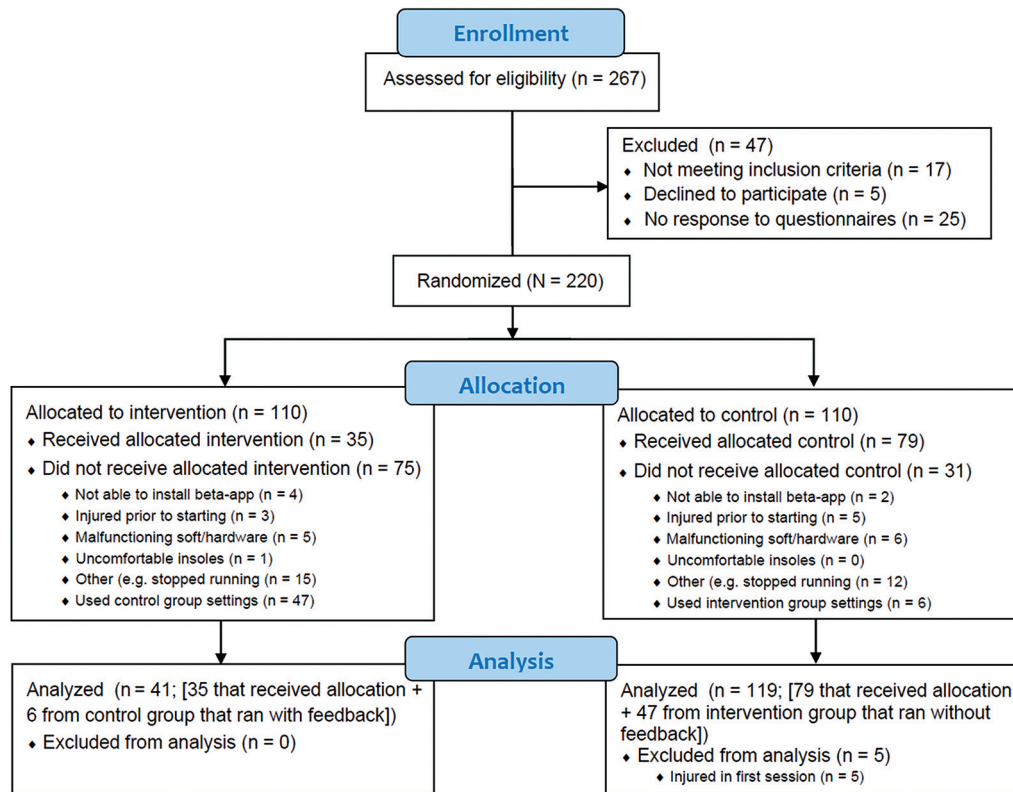 Enrollment
Assessed for eligibility (n = 267)
Excluded (n = 47)
♦ Not meeting inclusion criteria (n = 17)
♦ Declined to participate (n = 5)
♦ No response to questionnaires (n = 25)
Randomized (N = 220)
Allocation
Allocated to intervention (n = 110)
♦ Received allocated intervention (n = 35)
♦ Did not receive allocated intervention (n = 75)
♦ Not able to install beta-app (n = 4)
♦ Injured prior to starting (n = 3)
♦ Malfunctioning soft/hardware (n = 5)
♦ Uncomfortable insoles (n = 1)
♦ Other (e.g. stopped running (n = 15)
♦ Used control group settings (n = 47)
Allocated to control (n = 110)
♦ Received allocated control (n = 79)
♦ Did not receive allocated control (n = 31)
♦ Not able to install beta-app (n = 2)
♦ Injured prior to starting (n = 5)
♦ Malfunctioning soft/hardware (n = 6)
♦ Uncomfortable insoles (n = 0)
♦ Other (e.g. stopped running (n = 12)
♦ Used intervention group settings (n = 6)
Analysis
Analyzed (n = 41; [35 that received allocation +
6 from control group that ran with feedback])
♦ Excluded from analysis (n = 0)
Analyzed (n = 119; [79 that received allocation
+ 47 from intervention group that ran without
feedback])
♦ Excluded from analysis (n = 5)
♦ Injured in first session (n = 5)